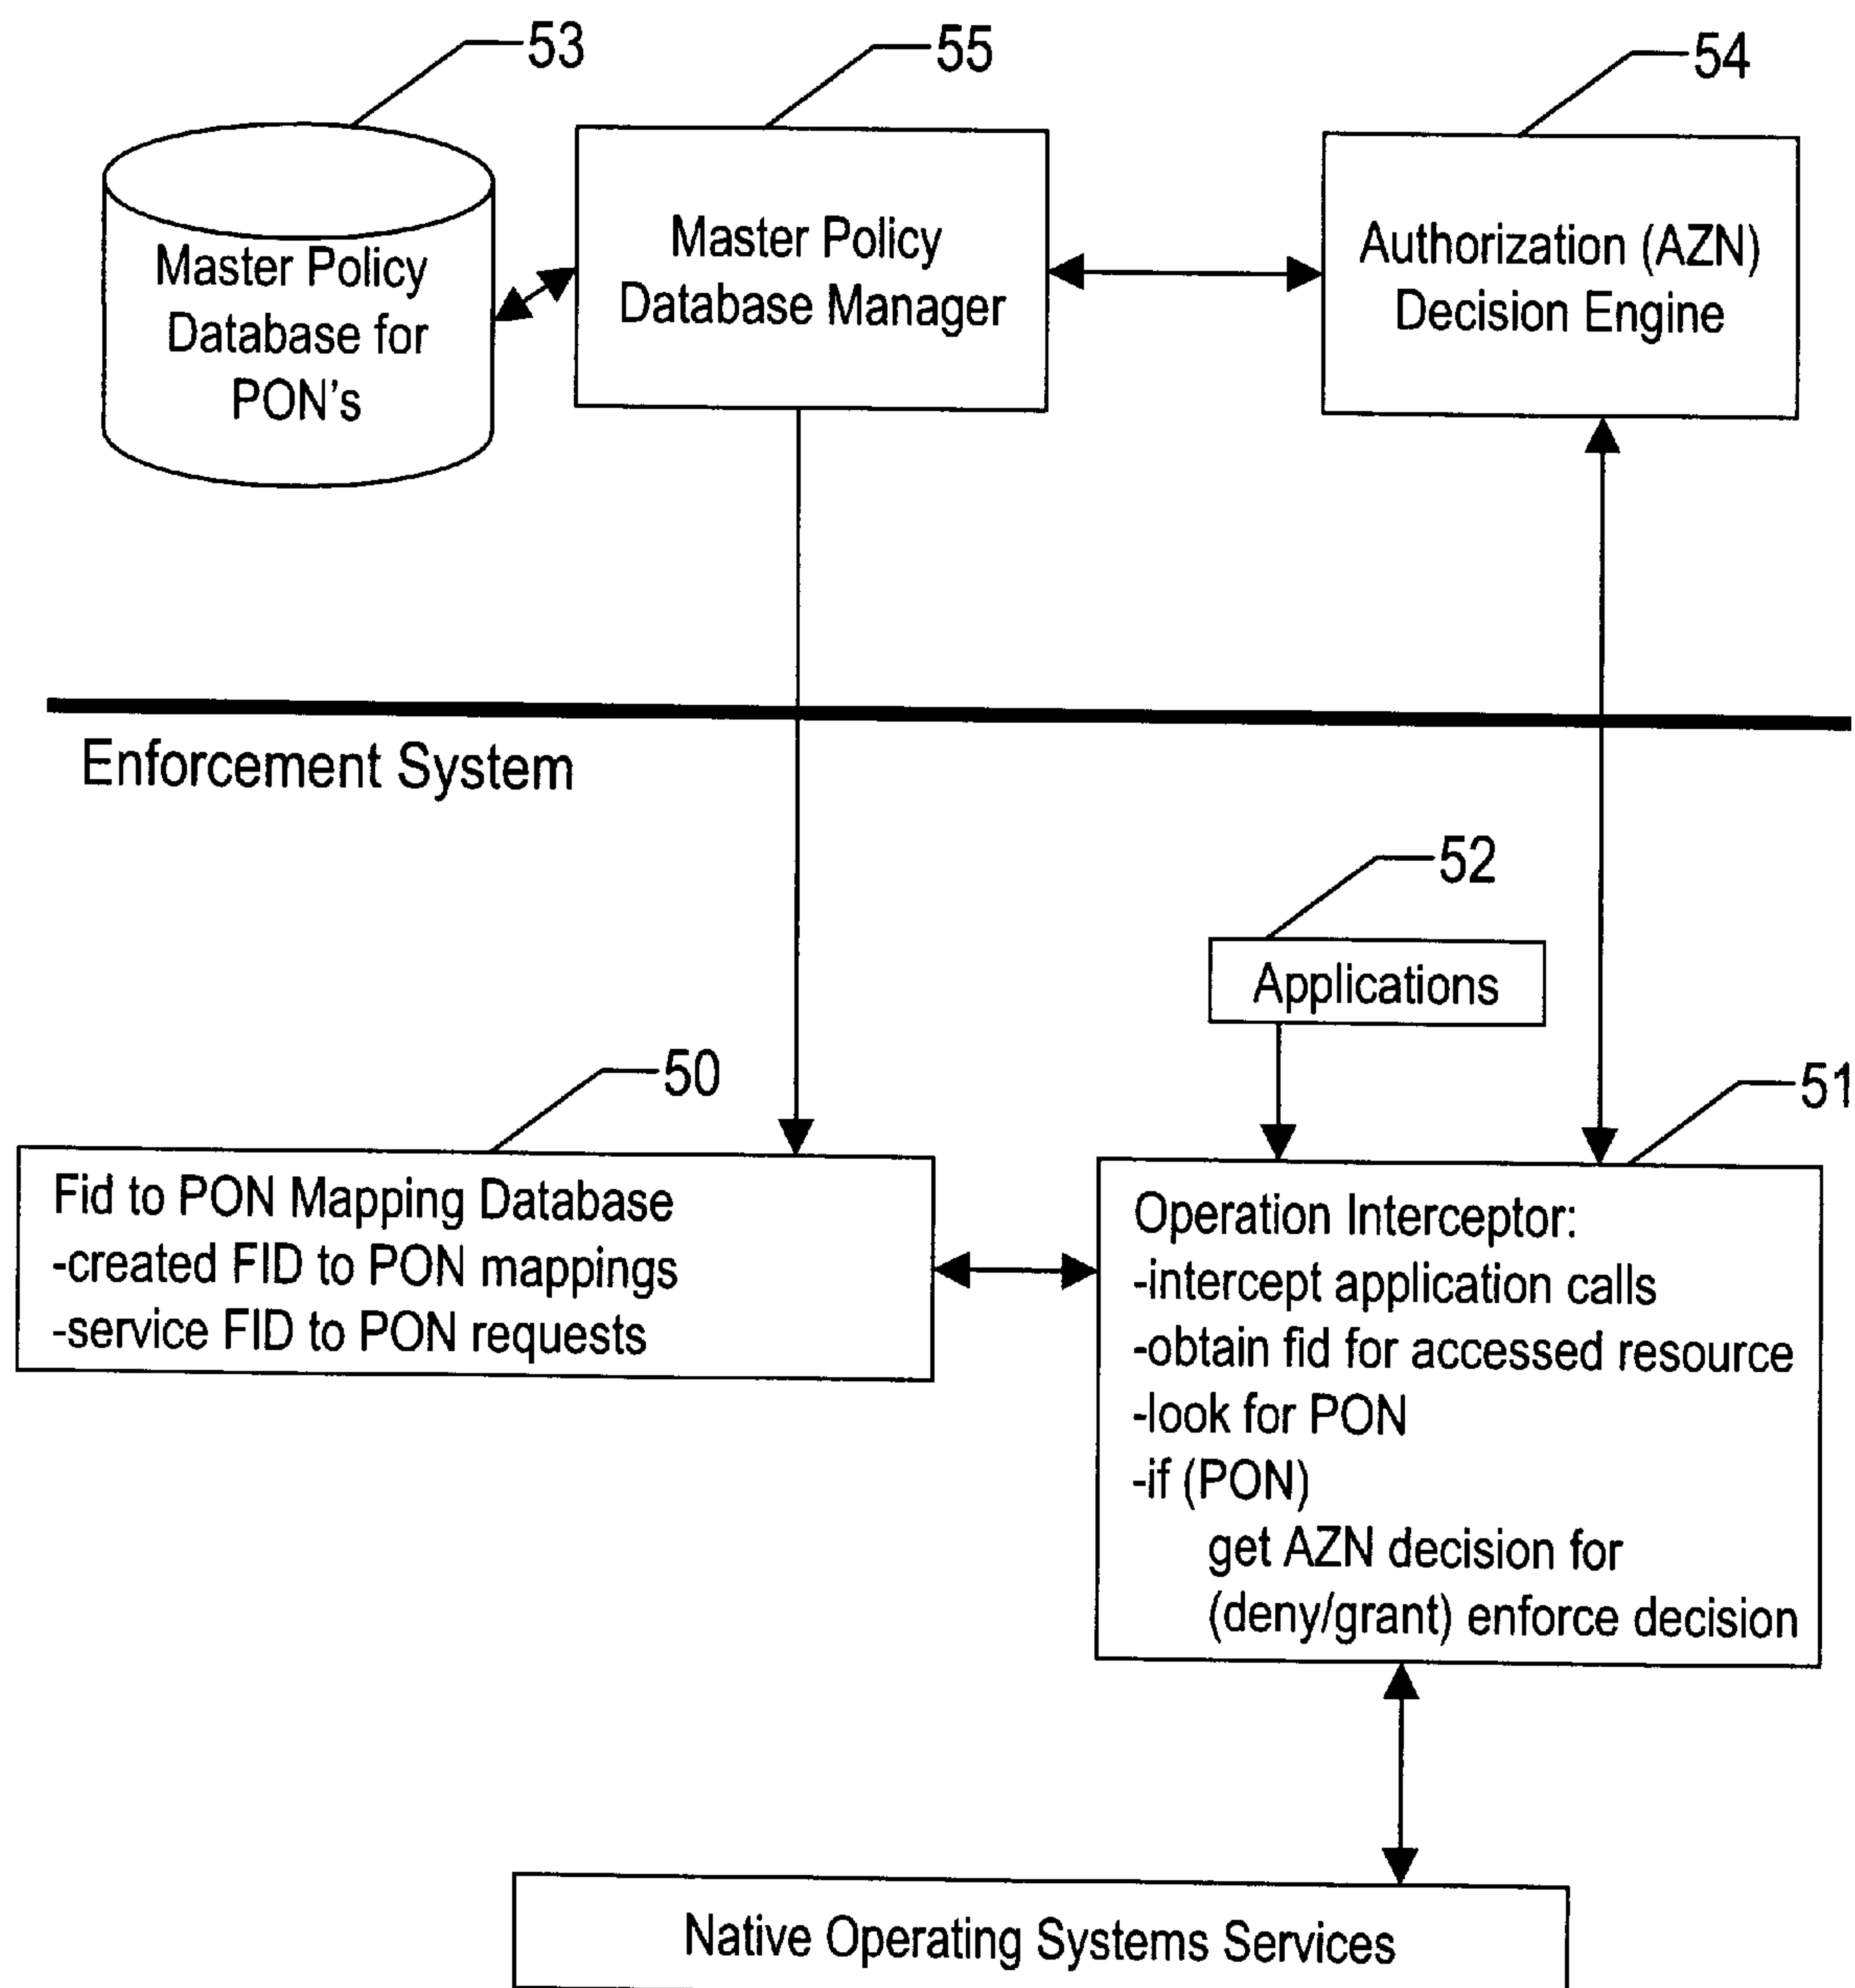 53
55
54
Master Policy
Database for
PON's
Master Policy
Database Manager
Authorization (AZN)
Decision Engine
Enforcement System
52
Applications
50
51
Fid to PON Mapping Database
-created FID to PON mappings
-service FID to PON requests
Operation Interceptor:
-intercept application calls
-obtain fid for accessed resource
-look for PON
-if (PON)
get AZN decision for
(deny/grant) enforce decision
Native Operating Systems Services